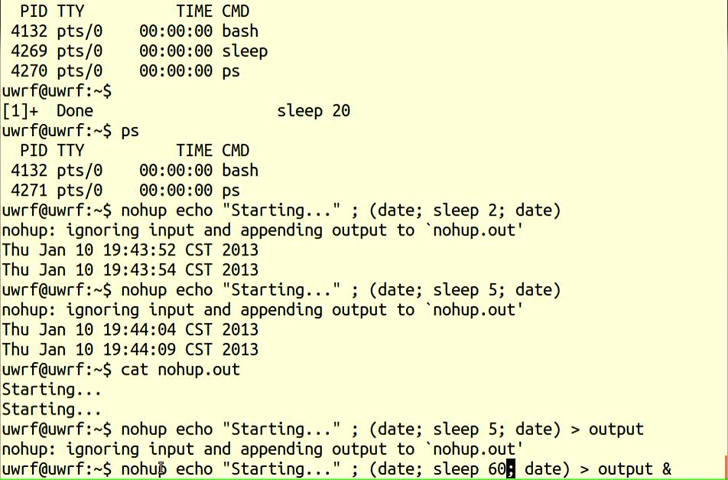 PID TTY TIME CMD
4132 pts/0 00:00:00 bash
4269 pts/0 00:00:00 sleep
4270 pts/0 00:00:00 ps
uwrf@uwrf:~$
[1]+ Done sleep 20
uwrf@uwrf:~$ ps
PID TTY TIME CMD
4132 pts/0 00:00:00 bash
4271 pts/0 00:00:00 ps
uwrf@uwrf:~$ nohup echo "Starting..." ; (date; sleep 2; date)
nohup: ignoring input and appending output to `nohup.out'
Thu Jan 10 19:43:52 CST 2013
Thu Jan 10 19:43:54 CST 2013
uwrf@uwrf:~$ nohup echo "Starting..." ; (date; sleep 5; date)
nohup: ignoring input and appending output to `nohup.out'
Thu Jan 10 19:44:04 CST 2013
Thu Jan 10 19:44:09 CST 2013
uwrf@uwrf:~$ cat nohup.out
Starting...
Starting...
uwrf@uwrf:~$ nohup echo "Starting..." ; (date; sleep 5; date) > output
nohup: ignoring input and appending output to `nohup.out'
uwrf@uwrf:~$ nohup echo "Starting..." ; (date; sleep 60; date) > output &